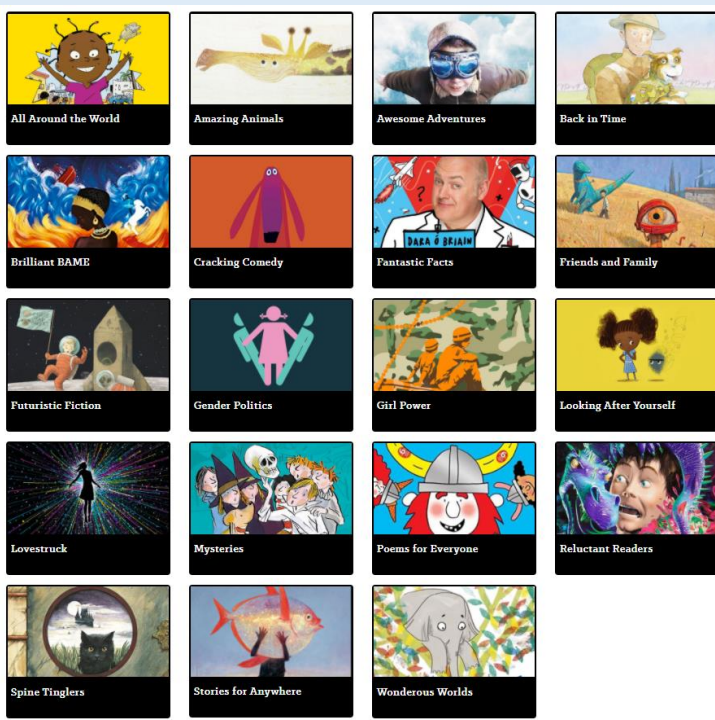 All Around the World
Amazing Animals
Awesome Adventures
Back in Time
Brilliant BAME
Cracking Comedy
?
DARA Ó BRIAIN
Fantastic Facts
Friends and Family
Futuristic Fiction
Gender Politics
Girl Power
Looking After Yourself
Lovestruck
Mysteries
Poems for Everyone
Reluctant Readers
Spine Tinglers
Stories for Anywhere
Wonderous Worlds